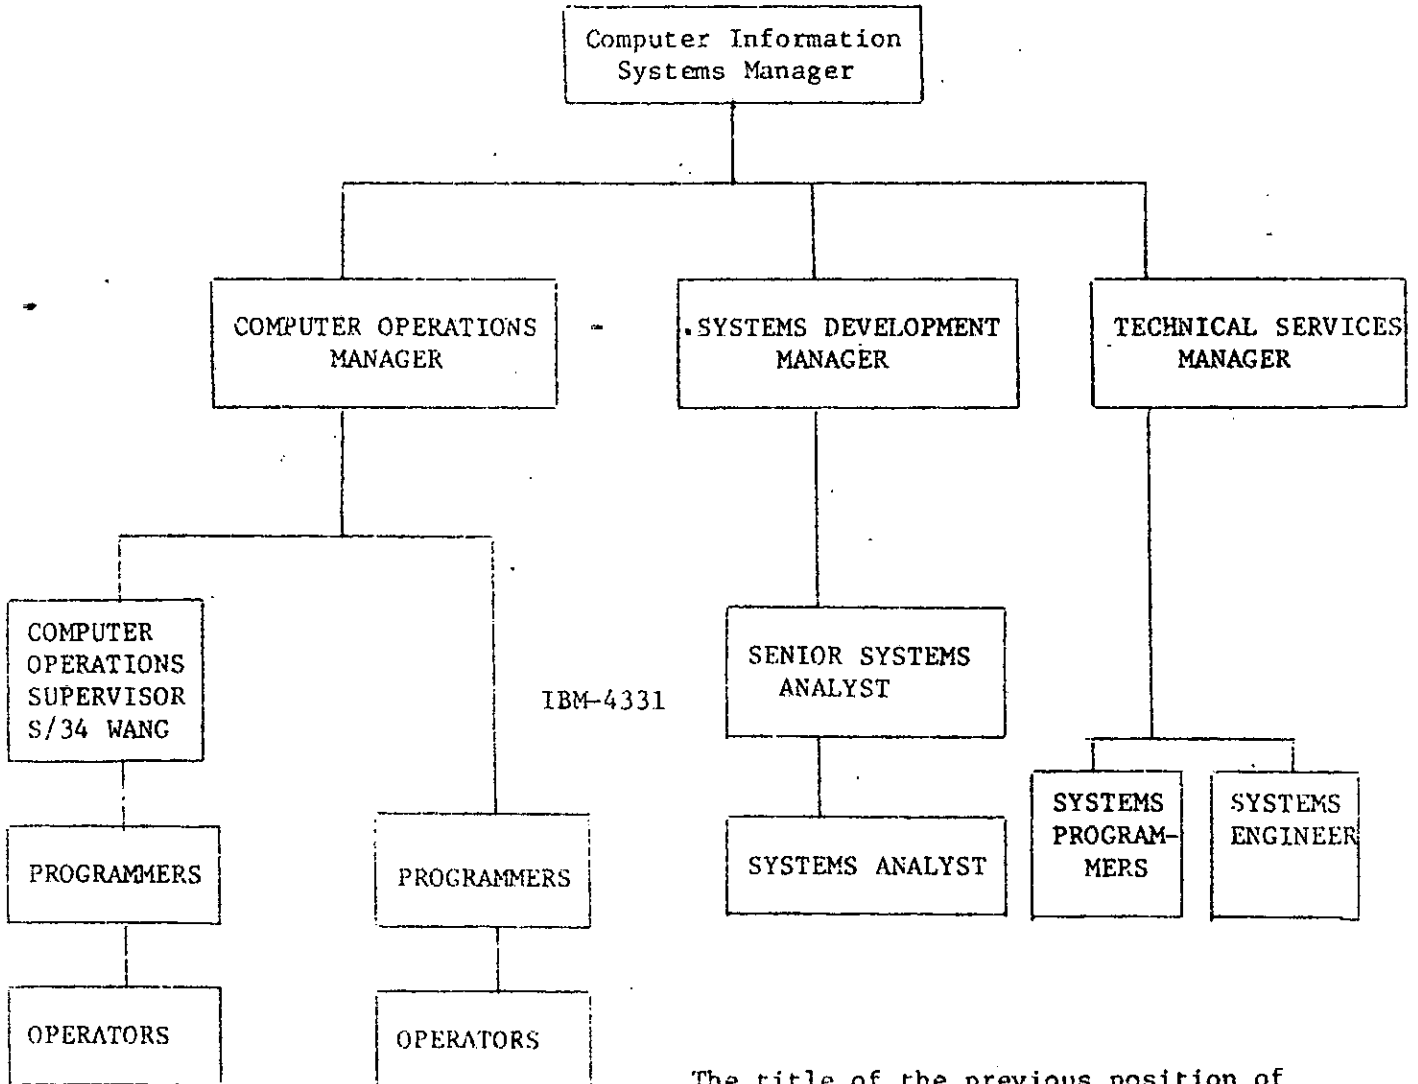 Computer Information
Systems Manager
COMPUTER OPERATIONS
MANAGER
SYSTEMS DEVELOPMENT
MANAGER
TECHNICAL SERVICES
MANAGER
COMPUTER
OPERATIONS
SUPERVISOR
S/34 WANG
IBM-4331
SENIOR SYSTEMS
ANALYST
PROGRAMMERS
PROGRAMMERS
SYSTEMS ANALYST
SYSTEMS
PROGRAM-
MERS
SYSTEMS
ENGINEER
OPERATORS
OPERATORS
The title of the previous position of